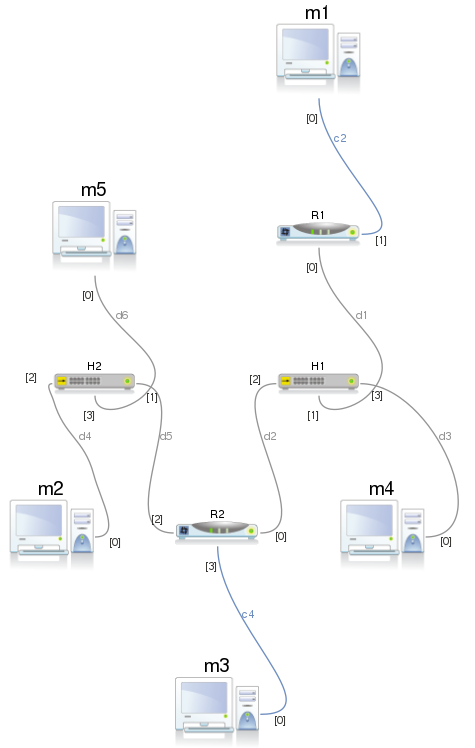 m1
[0]
c2
m5
R1
[1]
[0]
[0]
d6
d1
H2
H1
[2]
[1]
[2]
[3]
[3]
[1]
d4
d5
d2
d3
m2
m4
[2]
R2
[0]
[0]
[0]
[3]
c4
m3
[0]